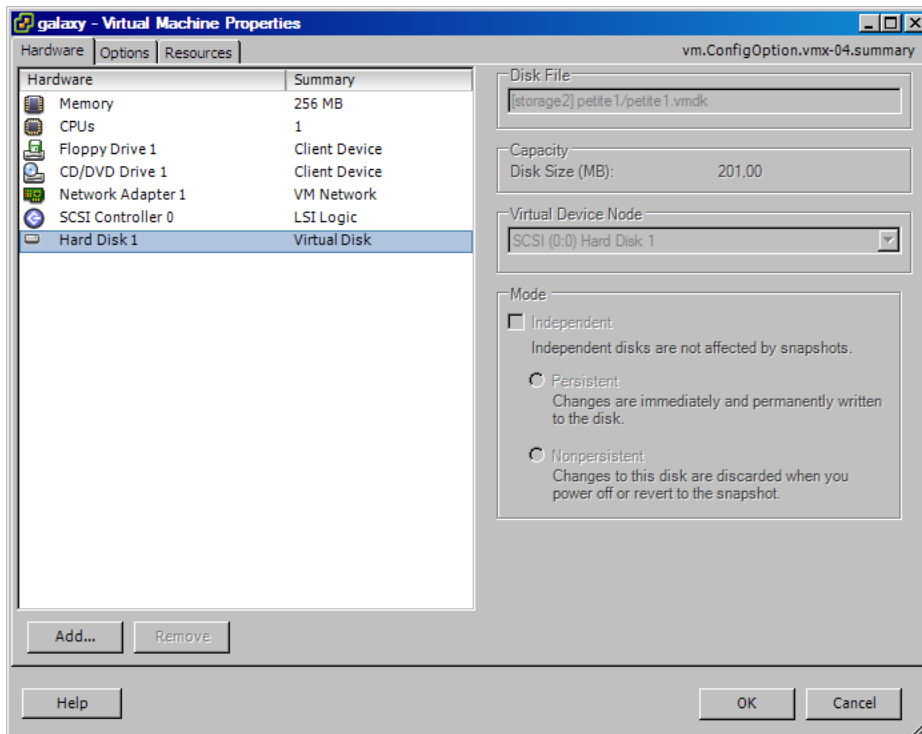 galaxy - Virtual Machine Properties
Hardware Options Resources vm.ConfigOption.vmx-04.summary
Hardware Summary
Memory 256 MB
CPUs 1
Floppy Drive 1 Client Device
CD/DVD Drive 1 Client Device
Network Adapter 1 VM Network
SCSI Controller 0 LSI Logic
Hard Disk 1 Virtual Disk
Disk File
[storage2] petite1/petite1.vmdk
Capacity
Disk Size (MB): 201,00
Virtual Device Node
SCSI (0:0) Hard Disk 1
Mode
Independent
Independent disks are not affected by snapshots.
Persistent
Changes are immediately and permanently written
to the disk.
Nonpersistent
Changes to this disk are discarded when you
power off or revert to the snapshot.
Add... Remove
Help OK Cancel